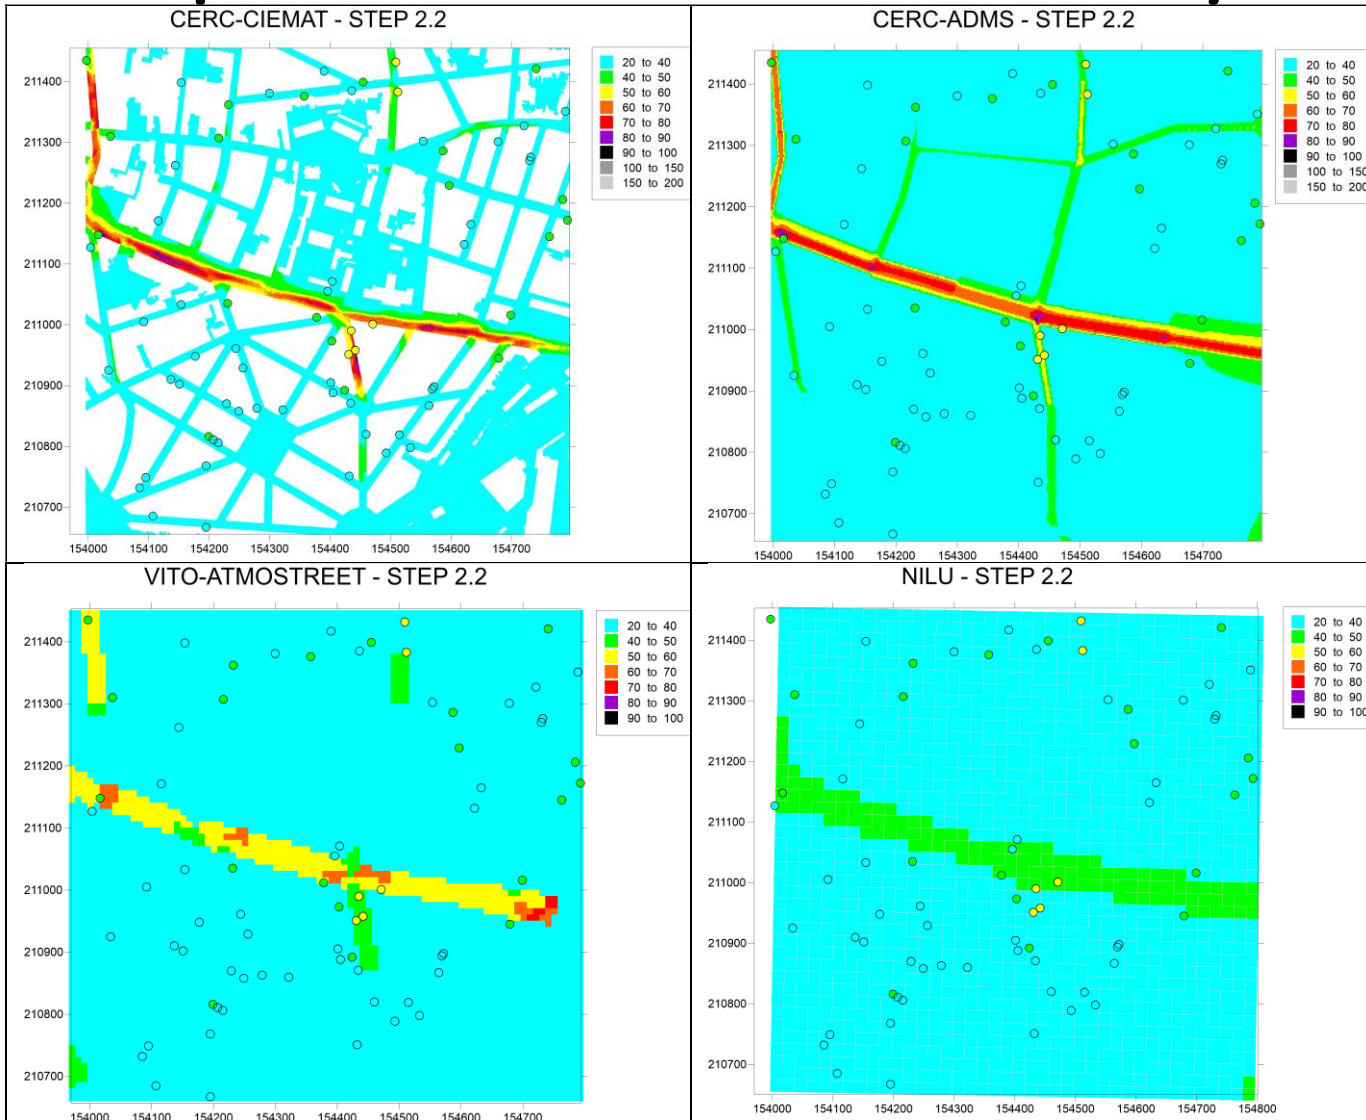 CERC-CIEMAT - STEP 2.2
211400
211300
211200
211100
211000
210900
210800
210700
154000 154100 154200 154300 154400 154500 154600 154700
20 to 40
40 to 50
50 to 60
60 to 70
70 to 80
80 to 90
90 to 100
100 to 150
150 to 200
CERC-ADMS - STEP 2.2
211400
211300
211200
211100
211000
210900
210800
210700
154000 154100 154200 154300 154400 154500 154600 154700
20 to 40
40 to 50
50 to 60
60 to 70
70 to 80
80 to 90
90 to 100
100 to 150
150 to 200
VITO-ATMOSTREET - STEP 2.2
211400
211300
211200
211100
211000
210900
210800
210700
154000 154100 154200 154300 154400 154500 154600 154700
20 to 40
40 to 50
50 to 60
60 to 70
70 to 80
80 to 90
90 to 100
NILU - STEP 2.2
211400
211300
211200
211100
211000
210900
210800
210700
154000 154100 154200 154300 154400 154500 154600 154700 154800
20 to 40
40 to 50
50 to 60
60 to 70
70 to 80
80 to 90
90 to 100